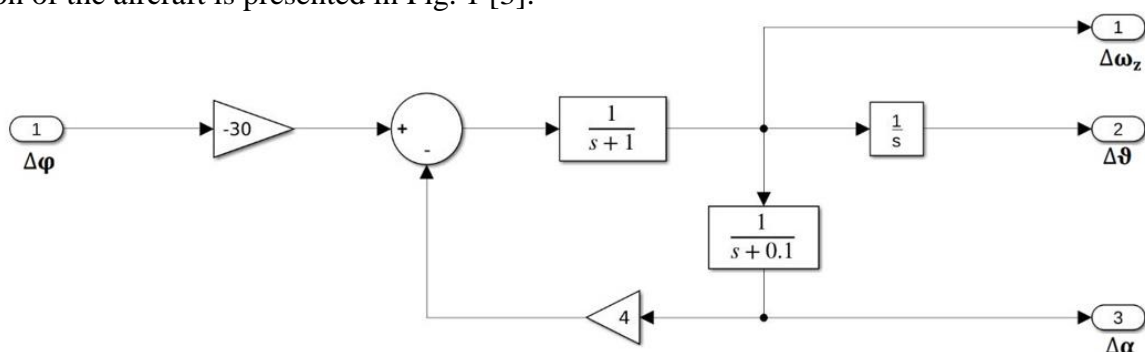 on of the aircraft is presented in Fig. 1 [3].
1
Δω_z
1
Δφ
-30
+
-
1
s + 1
1
s
2
Δϑ
1
s + 0.1
4
3
Δα